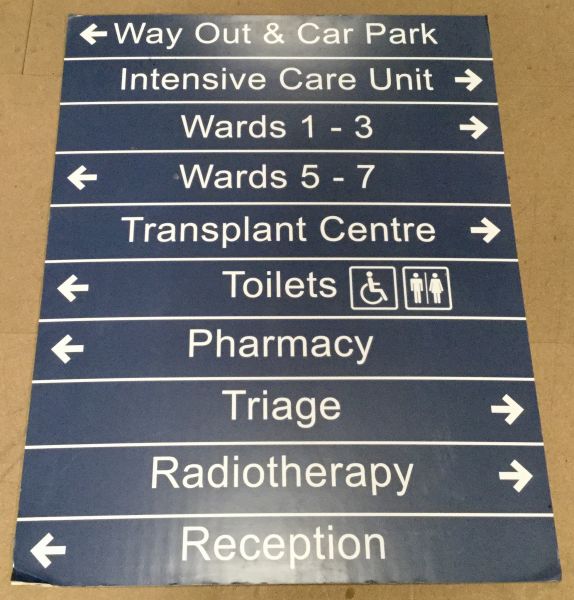 Way Out & Car Park
Intensive Care Unit
Wards 1 - 3
Wards 5 - 7
Transplant Centre
Toilets
Pharmacy
Triage
Radiotherapy
Reception